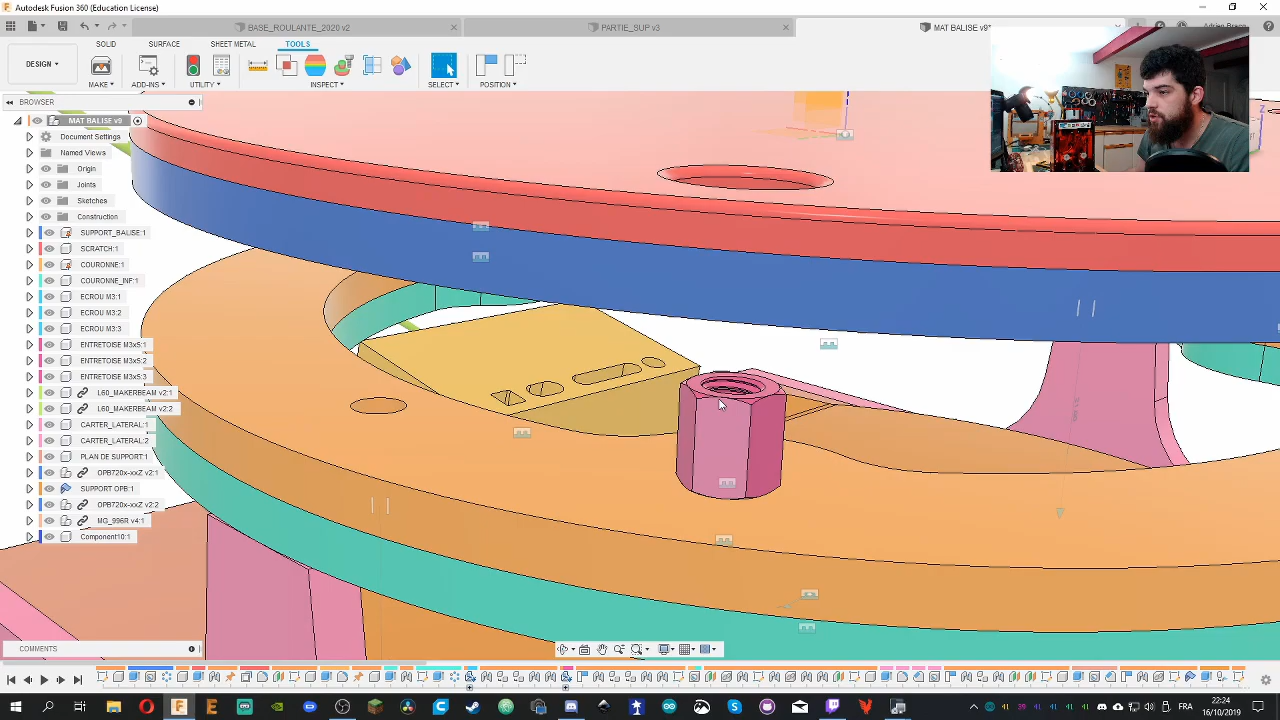 Autodesk Fusion 360 (Education License)
BASE_ROULANTE_2020 v2
PARTIE_SUP v3
MAT BALISE v9*
SOLID SURFACE SHEET METAL TOOLS
DESIGN
MAKE ADD-INS UTILITY INSPECT SELECT POSITION
BROWSER
MAT BALISE v9
Document Settings
Named Views
Origin
Joints
Sketches
Construction
SUPPORT_BALISE:1
SCRATCH:1
COURONNE:1
COURONNE_INF:1
ECROU M3:1
ECROU M3:2
ECROU M3:3
ENTRETOISE M3x5:1
ENTRETOISE M3x5:2
ENTRETOISE M3x5:3
L60_MAKERBEAM v2:1
L60_MAKERBEAM v2:2
CARTER_LATERAL:1
CARTER_LATERAL:2
PLAN DE SUPPORT:1
OPB720x-xxZ v2:1
SUPPORT OPB:1
OPB720x-xxZ v2:2
MG_996R v4:1
Component10:1
COMMENTS
FRA
22:24
16/10/2019